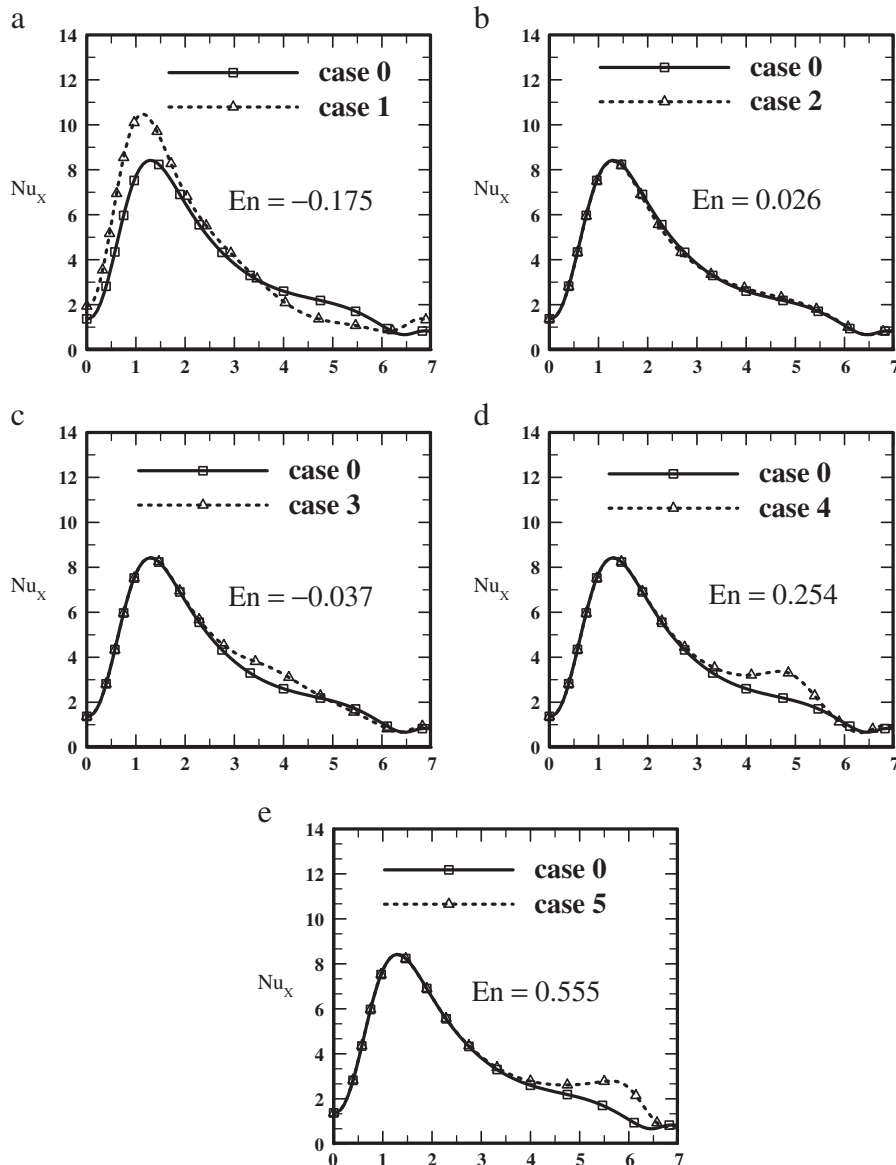 a
14
12
10
8
6
4
2
0
Nu_x
case 0
case 1
En = −0.175
0 1 2 3 4 5 6 7
b
14
12
10
8
6
4
2
0
Nu_x
case 0
case 2
En = 0.026
0 1 2 3 4 5 6 7
c
14
12
10
8
6
4
2
0
Nu_x
case 0
case 3
En = −0.037
0 1 2 3 4 5 6 7
d
14
12
10
8
6
4
2
0
Nu_x
case 0
case 4
En = 0.254
0 1 2 3 4 5 6 7
e
14
12
10
8
6
4
2
0
Nu_x
case 0
case 5
En = 0.555
0 1 2 3 4 5 6 7